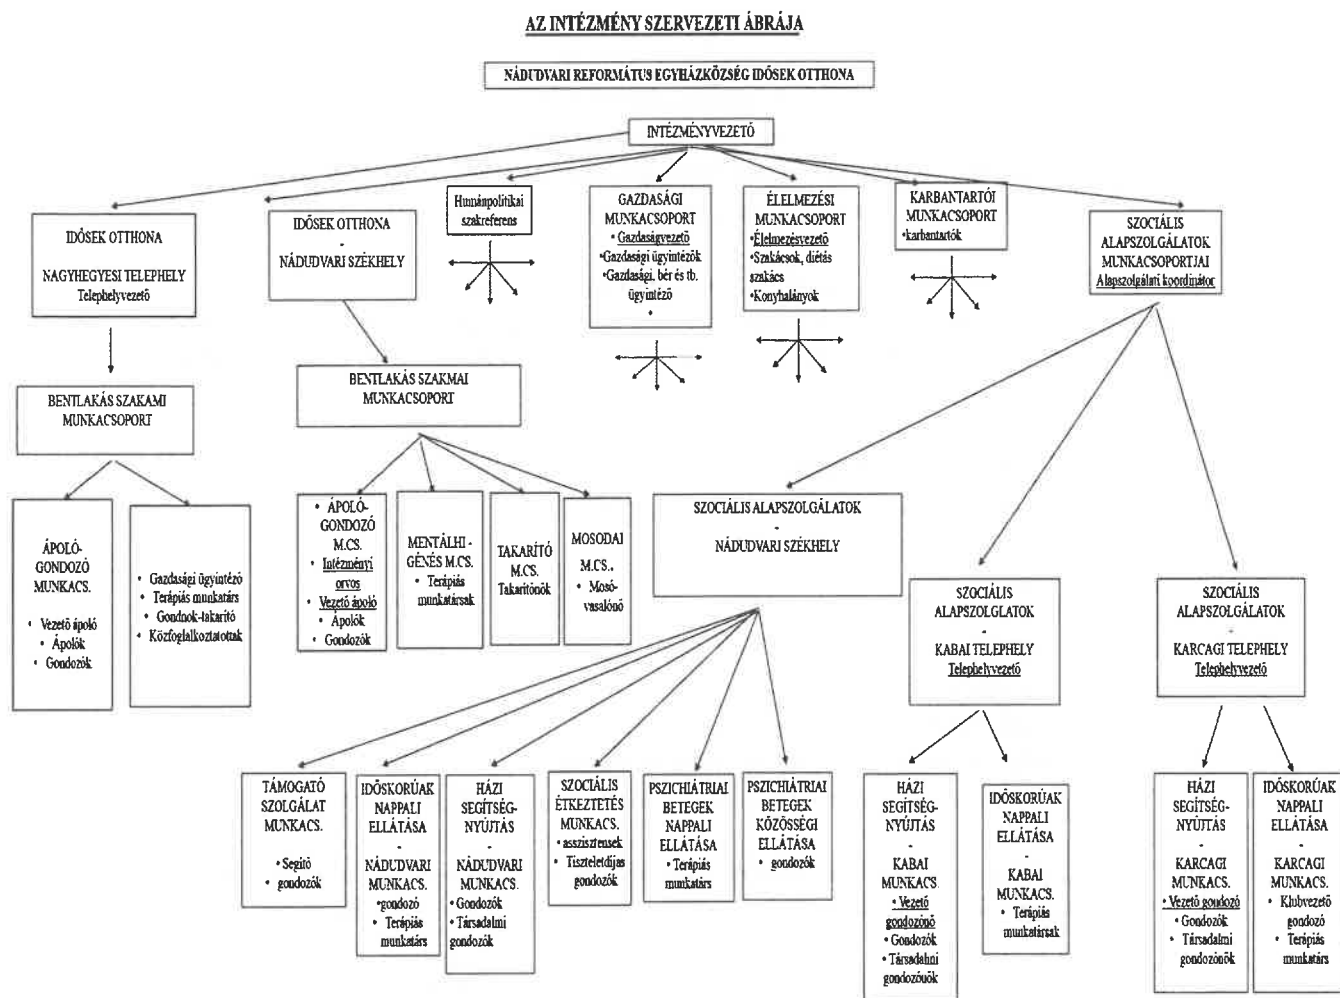 AZ INTÉZMÉNY SZERVEZETI ÁBRÁJA
NÁDUDVARI REFORMÁTUS EGYHÁZKÖZSÉG IDŐSEK OTTHONA
INTÉZMÉNYVEZETŐ
IDŐSEK OTTHONA
NAGYHEGYESI TELEPHELY
Telephelyvezető
IDŐSEK OTTHONA
-
NÁDUDVARI SZÉKHELY
Humánpolitikai
szakreferens
GAZDASÁGI
MUNKACSOPORT
• Gazdaságvezető
•Gazdasági ügyintézők
•Gazdasági, bér és tb.
ügyintéző
•
ÉLELMEZÉSI
MUNKACSOPORT
•Élelmezésvezető
•Szakácsok, diétás
szakács
•Konyhalányok
KARBANTARTÓI
MUNKACSOPORT
•karbantartók
SZOCIÁLIS
ALAPSZOLGÁLATOK
MUNKACSOPORTJAI
Alapszolgálati koordinátor
BENTLAKÁS SZAKAMI
MUNKACSOPORT
BENTLAKÁS SZAKMAI
MUNKACSOPORT
ÁPOLÓ-
GONDOZÓ
MUNKACS.
• Vezető ápoló
• Ápolók
• Gondozók
• Gazdasági ügyintéző
• Terápiás munkatárs
• Gondnok-takarító
• Közfoglalkoztatottak
• ÁPOLÓ-
GONDOZÓ
M.CS.
• Intézményi
orvos
• Vezető ápoló
• Ápolók
• Gondozók
MENTÁLHI -
GÉNÉS M.CS.
• Terápiás
munkatársak
TAKARÍTÓ
M.CS.
Takarítónők
MOSODAI
M.CS..
• Mosó-
vasalónő
SZOCIÁLIS ALAPSZOLGÁLATOK
-
NÁDUDVARI SZÉKHELY
SZOCIÁLIS
ALAPSZOLGLATOK
-
KABAI TELEPHELY
Telephelyvezető
SZOCIÁLIS
ALAPSZOLGÁLATOK
-
KARCAGI TELEPHELY
Telephelyvezető
TÁMOGATÓ
SZOLGÁLAT
MUNKACS.
• Segítő
• gondozók
IDŐSKORÚAK
NAPPALI
ELLÁTÁSA
-
NÁDUDVARI
MUNKACS.
•gondozó
• Terápiás
munkatárs
HÁZI
SEGÍTSÉG-
NYÚJTÁS
-
NÁDUDVARI
MUNKACS.
• Gondozók
• Társadalmi
gondozók
SZOCIÁLIS
ÉTKEZTETÉS
MUNKACS.
• asszisztensek
• Tiszteletdíjas
gondozók
PSZICHIÁTRIAI
BETEGEK
NAPPALI
ELLÁTÁSA
• Terápiás
munkatárs
PSZICHIÁTRIAI
BETEGEK
KÖZÖSSÉGI
ELLÁTÁSA
• gondozók
HÁZI
SEGÍTSÉG-
NYÚJTÁS
-
KABAI
MUNKACS.
• Vezető
gondozónő
• Gondozók
• Társadalmi
gondozónők
IDŐSKORÚAK
NAPPALI
ELLÁTÁSA
-
KABAI
MUNKACS.
• Terápiás
munkatársak
HÁZI
SEGÍTSÉG-
NYÚJTÁS
-
KARCAGI
MUNKACS.
• Vezető gondozó
• Gondozók
• Társadalmi
gondozónők
IDŐSKORÚAK
NAPPALI
ELLÁTÁSA
-
KARCAGI
MUNKACS.
• Klubvezető
gondozó
• Terápiás
munkatárs